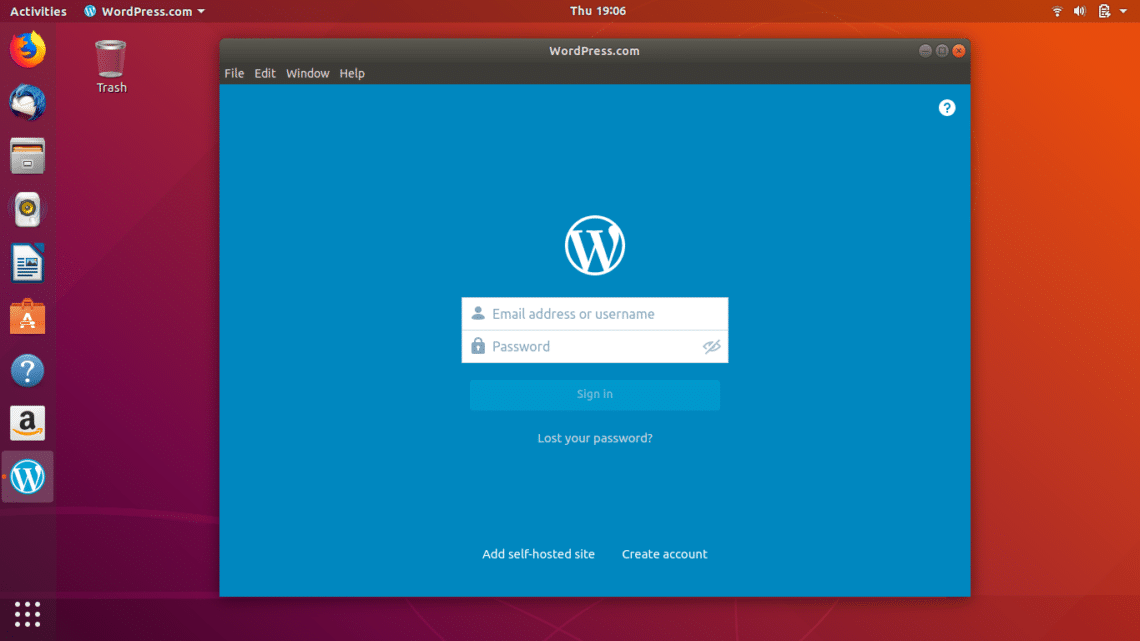 Activities WordPress.com Thu 19:06
Trash
WordPress.com
File Edit Window Help
?
Email address or username
Password
Sign in
Lost your password?
Add self-hosted site Create account